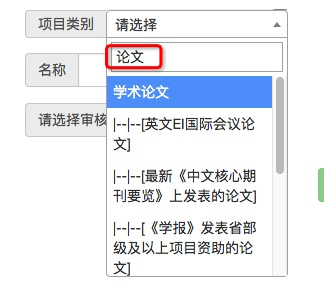 项目类别 请选择
论文
名称
学术论文
|--|--[英文EI国际会议论
文]
请选择审核
|--|--[最新《中文核心期
刊要览》上发表的论文]
|--|--[《学报》发表省部
级及以上项目资助的论
文]